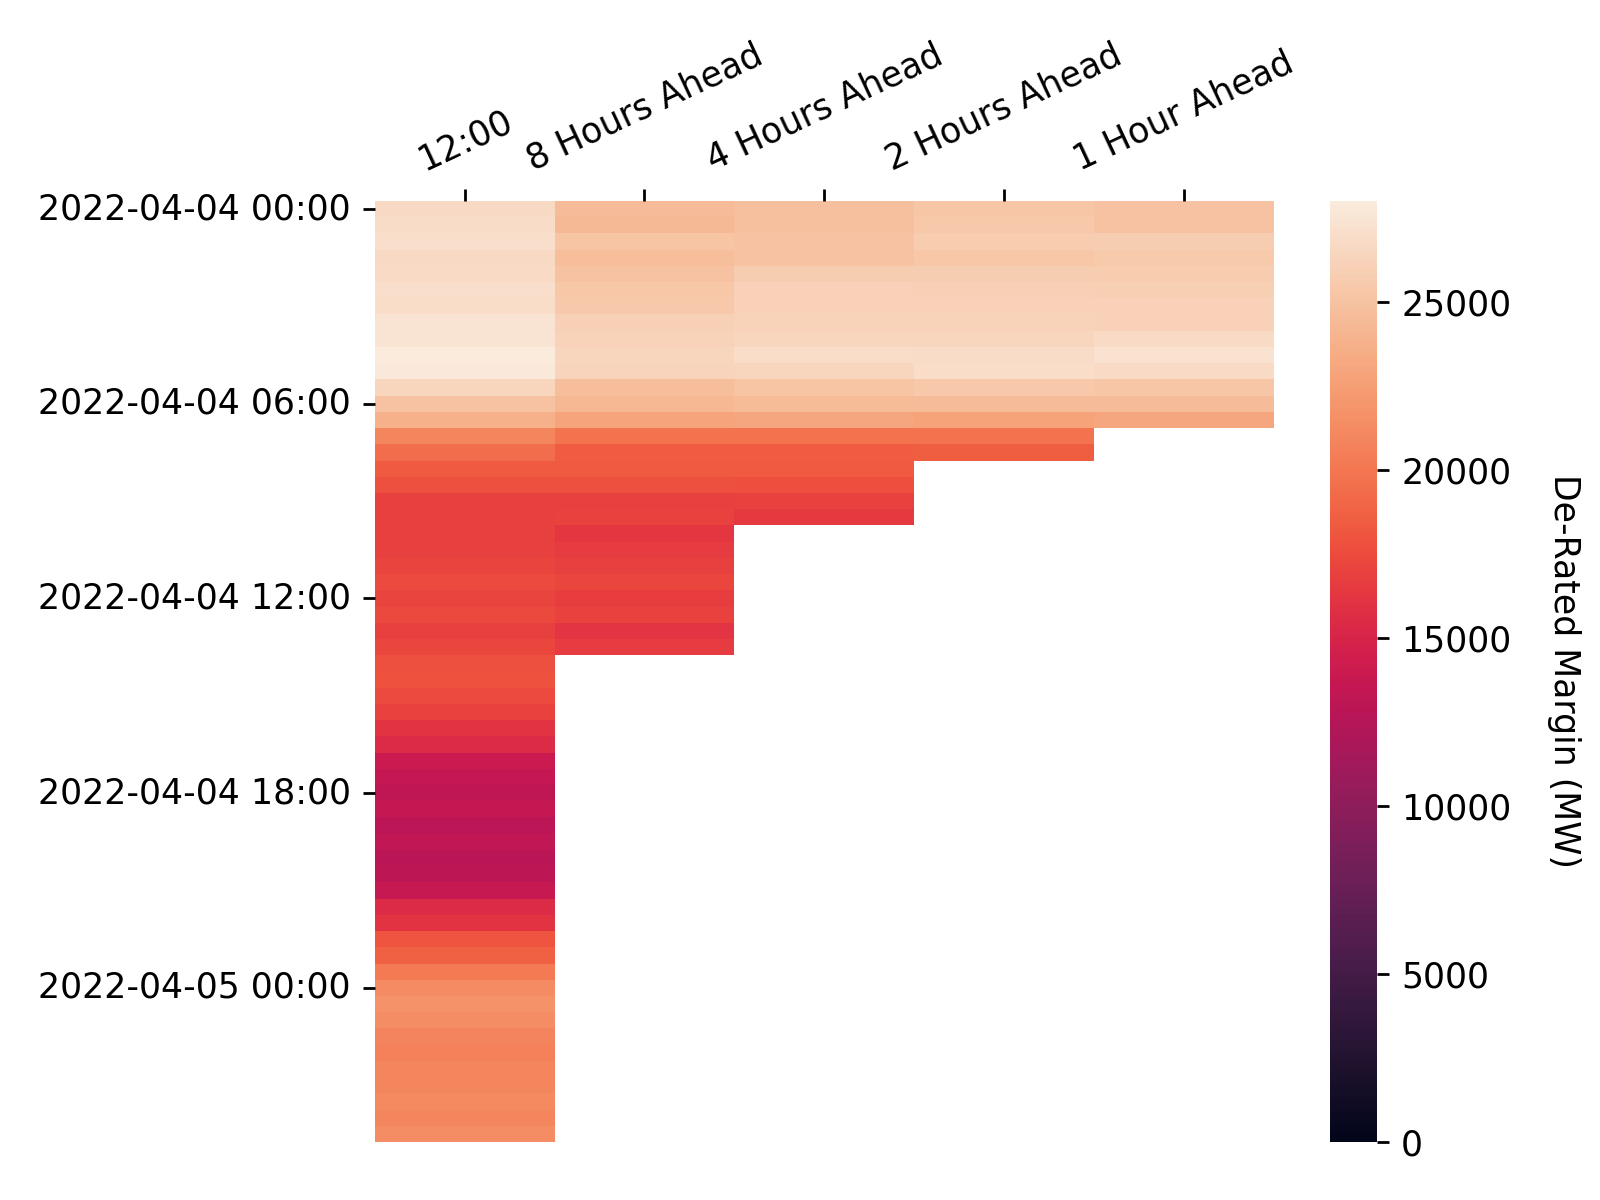 12:00
8 Hours Ahead
4 Hours Ahead
2 Hours Ahead
1 Hour Ahead
2022-04-04 00:00
2022-04-04 06:00
2022-04-04 12:00
2022-04-04 18:00
2022-04-05 00:00
25000
20000
15000
10000
5000
0
De-Rated Margin (MW)